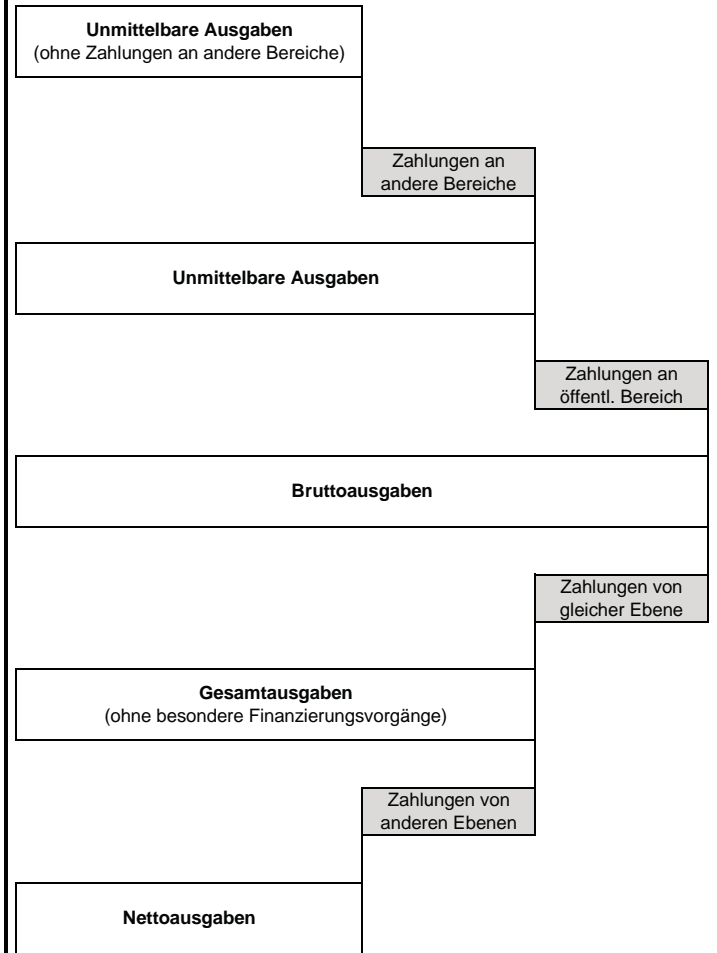 Unmittelbare Ausgaben
(ohne Zahlungen an andere Bereiche)
Zahlungen an
andere Bereiche
Unmittelbare Ausgaben
Zahlungen an
öffentl. Bereich
Bruttoausgaben
Zahlungen von
gleicher Ebene
Gesamtausgaben
(ohne besondere Finanzierungsvorgänge)
Zahlungen von
anderen Ebenen
Nettoausgaben